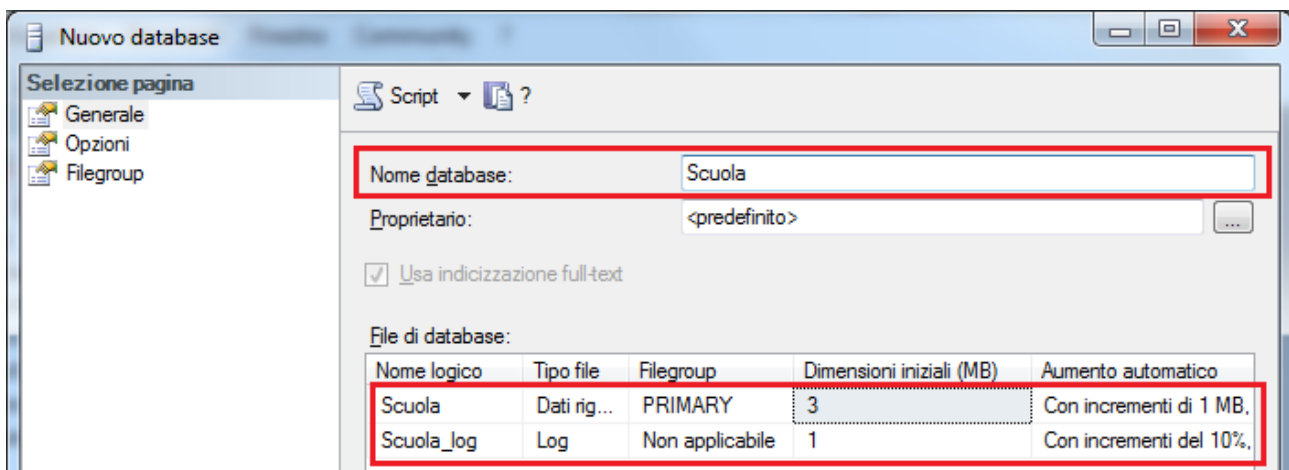 Nuovo database
Selezione pagina
Generale
Opzioni
Filegroup
Script ?
Nome database: Scuola
Proprietario: <predefinito> ...
Usa indicizzazione full-text
File di database:
Nome logico Tipo file Filegroup Dimensioni iniziali (MB) Aumento automatico
Scuola Dati rig... PRIMARY 3 Con incrementi di 1 MB,
Scuola_log Log Non applicabile 1 Con incrementi del 10%,